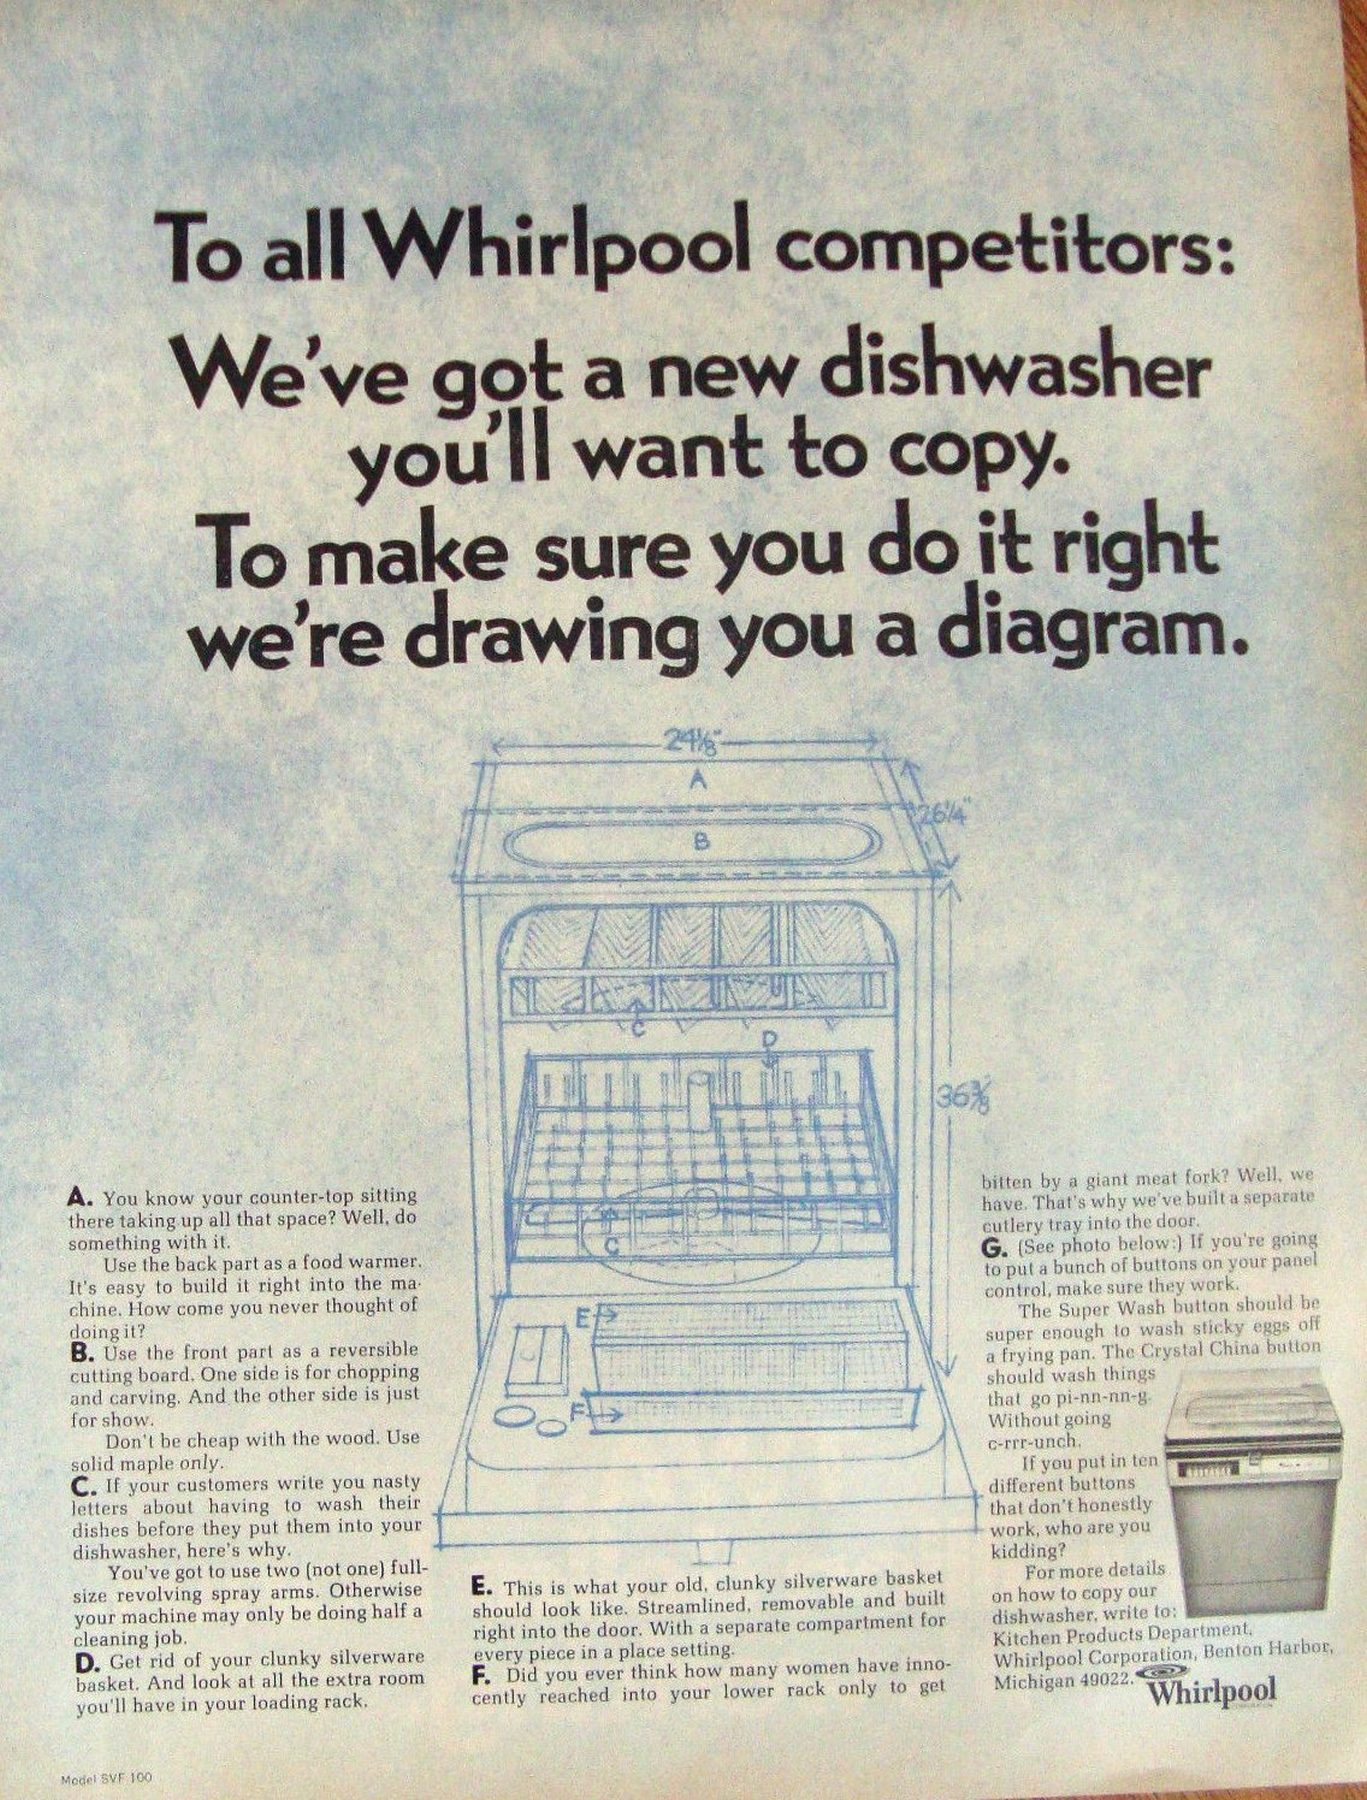 To all Whirlpool competitors:
We've got a new dishwasher
you'll want to copy.
To make sure you do it right
we're drawing you a diagram.
24⅛"
A
26¼"
B
C
D
36⅜
C
E
F
A. You know your counter-top sitting
there taking up all that space? Well, do
something with it.
Use the back part as a food warmer.
It's easy to build it right into the ma-
chine. How come you never thought of
doing it?
B. Use the front part as a reversible
cutting board. One side is for chopping
and carving. And the other side is just
for show.
Don't be cheap with the wood. Use
solid maple only.
C. If your customers write you nasty
letters about having to wash their
dishes before they put them into your
dishwasher, here's why.
You've got to use two (not one) full-
size revolving spray arms. Otherwise
your machine may only be doing half a
cleaning job.
D. Get rid of your clunky silverware
basket. And look at all the extra room
you'll have in your loading rack.
E. This is what your old, clunky silverware basket
should look like. Streamlined, removable and built
right into the door. With a separate compartment for
every piece in a place setting.
F. Did you ever think how many women have inno-
cently reached into your lower rack only to get
bitten by a giant meat fork? Well, we
have. That's why we've built a separate
cutlery tray into the door.
G. (See photo below:) If you're going
to put a bunch of buttons on your panel
control, make sure they work.
The Super Wash button should be
super enough to wash sticky eggs off
a frying pan. The Crystal China button
should wash things
that go pi-nn-nn-g.
Without going
c-rrr-unch.
If you put in ten
different buttons
that don't honestly
work, who are you
kidding?
For more details
on how to copy our
dishwasher, write to:
Kitchen Products Department,
Whirlpool Corporation, Benton Harbor,
Michigan 49022.
Whirlpool
Model SVF 100